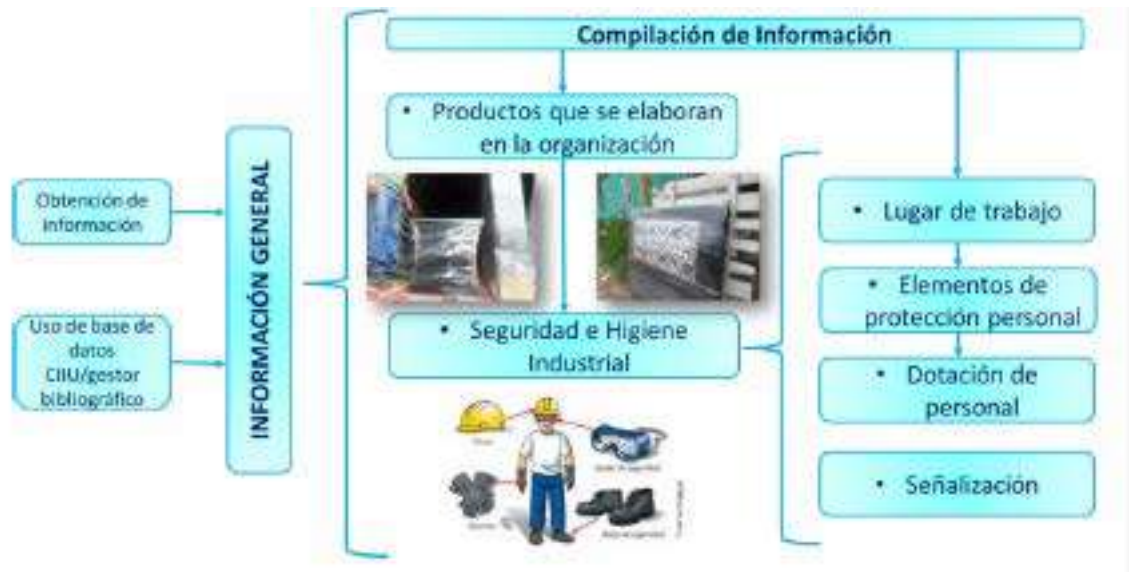 Compilación de Información
• Productos que se elaboran
en la organización
Obtención de
información
Uso de base de
datos
CIIU/gestor
bibliográfico
INFORMACIÓN GENERAL
• Seguridad e Higiene
Industrial
• Lugar de trabajo
• Elementos de
protección personal
• Dotación de
personal
• Señalización